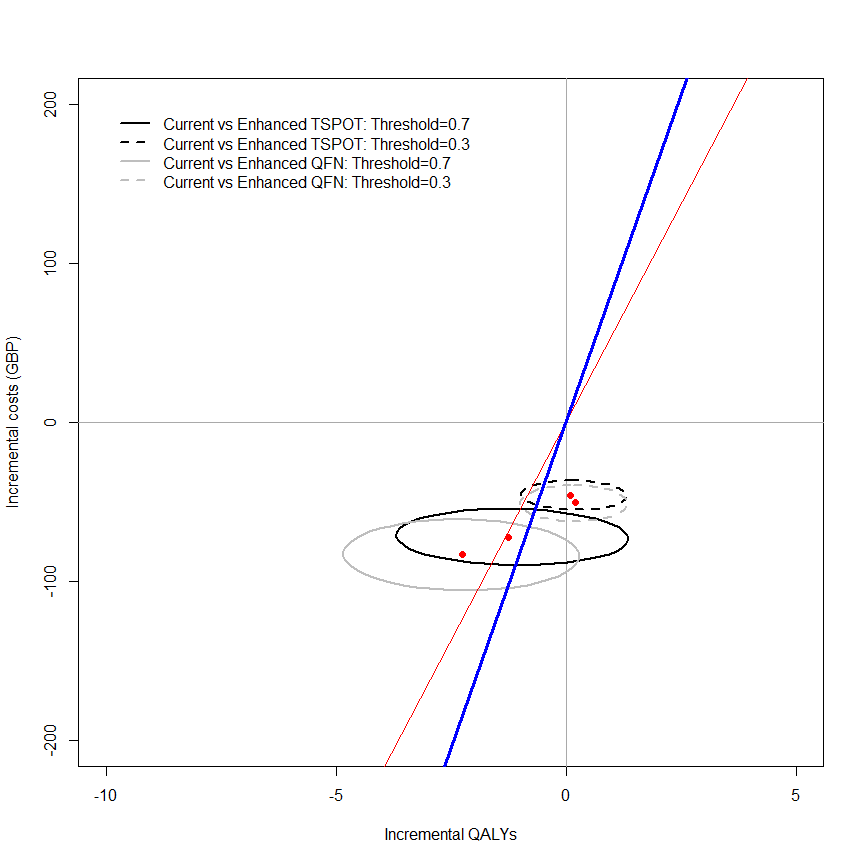 Current vs Enhanced TSPOT: Threshold=0.7
Current vs Enhanced TSPOT: Threshold=0.3
Current vs Enhanced QFN: Threshold=0.7
Current vs Enhanced QFN: Threshold=0.3
Incremental costs (GBP)
200
100
0
-100
-200
-10
-5
0
5
Incremental QALYs